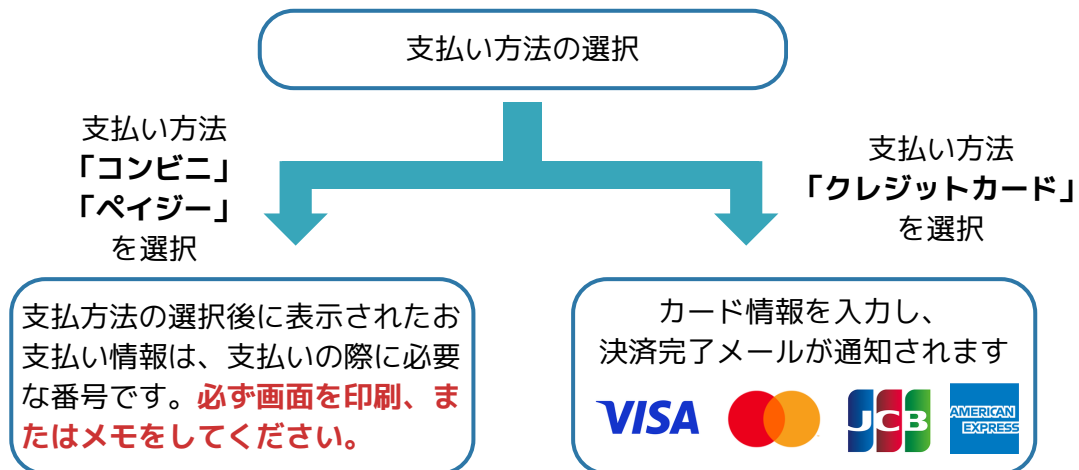 支払い方法の選択
支払い方法
「コンビニ」
「ペイジー」
を選択
支払い方法
「クレジットカード」
を選択
支払方法の選択後に表示されたお
支払い情報は、支払いの際に必要
な番号です。必ず画面を印刷、ま
たはメモをしてください。
カード情報を入力し、
決済完了メールが通知されます
VISA
JCB
AMERICAN
EXPRESS